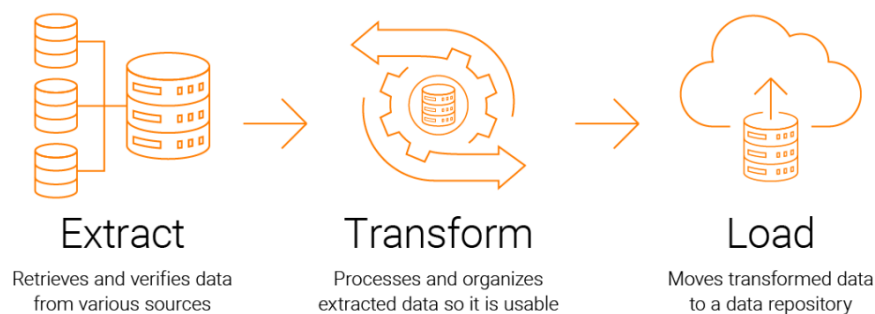 Extract
Transform
Load
Retrieves and verifies data
from various sources
Processes and organizes
extracted data so it is usable
Moves transformed data
to a data repository